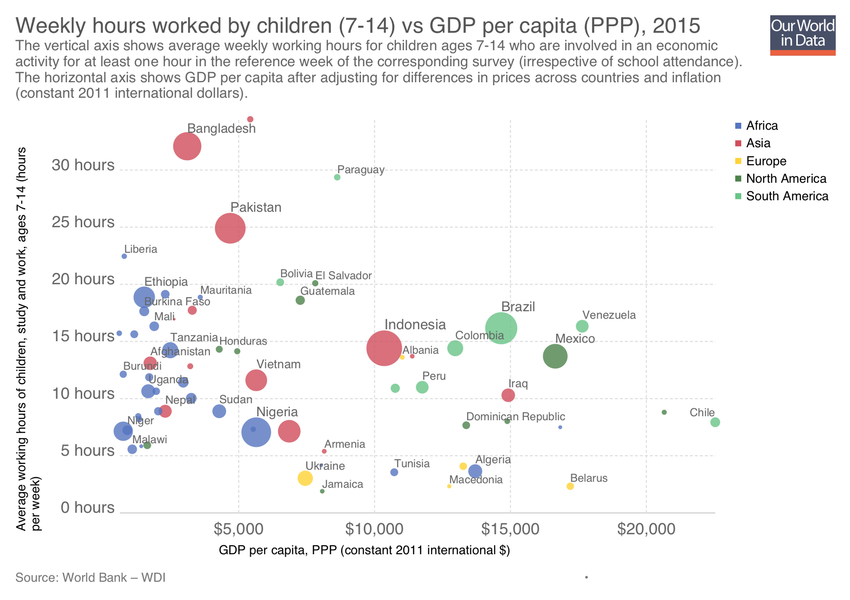 Weekly hours worked by children (7-14) vs GDP per capita (PPP), 2015
The vertical axis shows average weekly working hours for children ages 7-14 who are involved in an economic
activity for at least one hour in the reference week of the corresponding survey (irrespective of school attendance).
The horizontal axis shows GDP per capita after adjusting for differences in prices across countries and inflation
(constant 2011 international dollars).
Our World
in Data
Africa
Asia
Europe
North America
South America
Average working hours of children, study and work, ages 7-14 (hours
per week)
30 hours
25 hours
20 hours
15 hours
10 hours
5 hours
0 hours
Bangladesh
Paraguay
Pakistan
Liberia
Ethiopia
Bolivia
El Salvador
Mauritania
Guatemala
Burkina Faso
Mali
Brazil
Venezuela
Indonesia
Tanzania
Honduras
Colombia
Mexico
Afghanistan
Albania
Burundi
Vietnam
Uganda
Peru
Iraq
Nepal
Sudan
Nigeria
Dominican Republic
Chile
Niger
Malawi
Armenia
Ukraine
Tunisia
Algeria
Jamaica
Macedonia
Belarus
$5,000
$10,000
$15,000
$20,000
GDP per capita, PPP (constant 2011 international $)
Source: World Bank – WDI